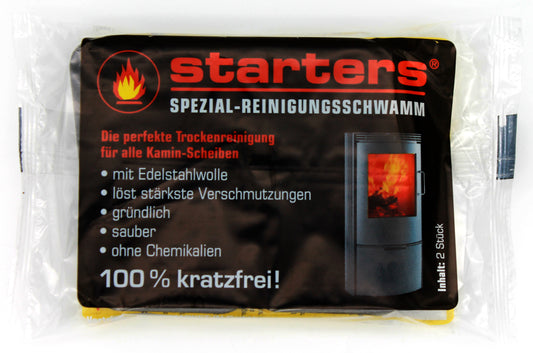 starters®
SPEZIAL-REINIGUNGSSCHWAMM
Die perfekte Trockenreinigung
für alle Kamin-Scheiben
• mit Edelstahlwolle
• löst stärkste Verschmutzungen
• gründlich
• sauber
• ohne Chemikalien
100 % kratzfrei!
Inhalt: 2 Stück